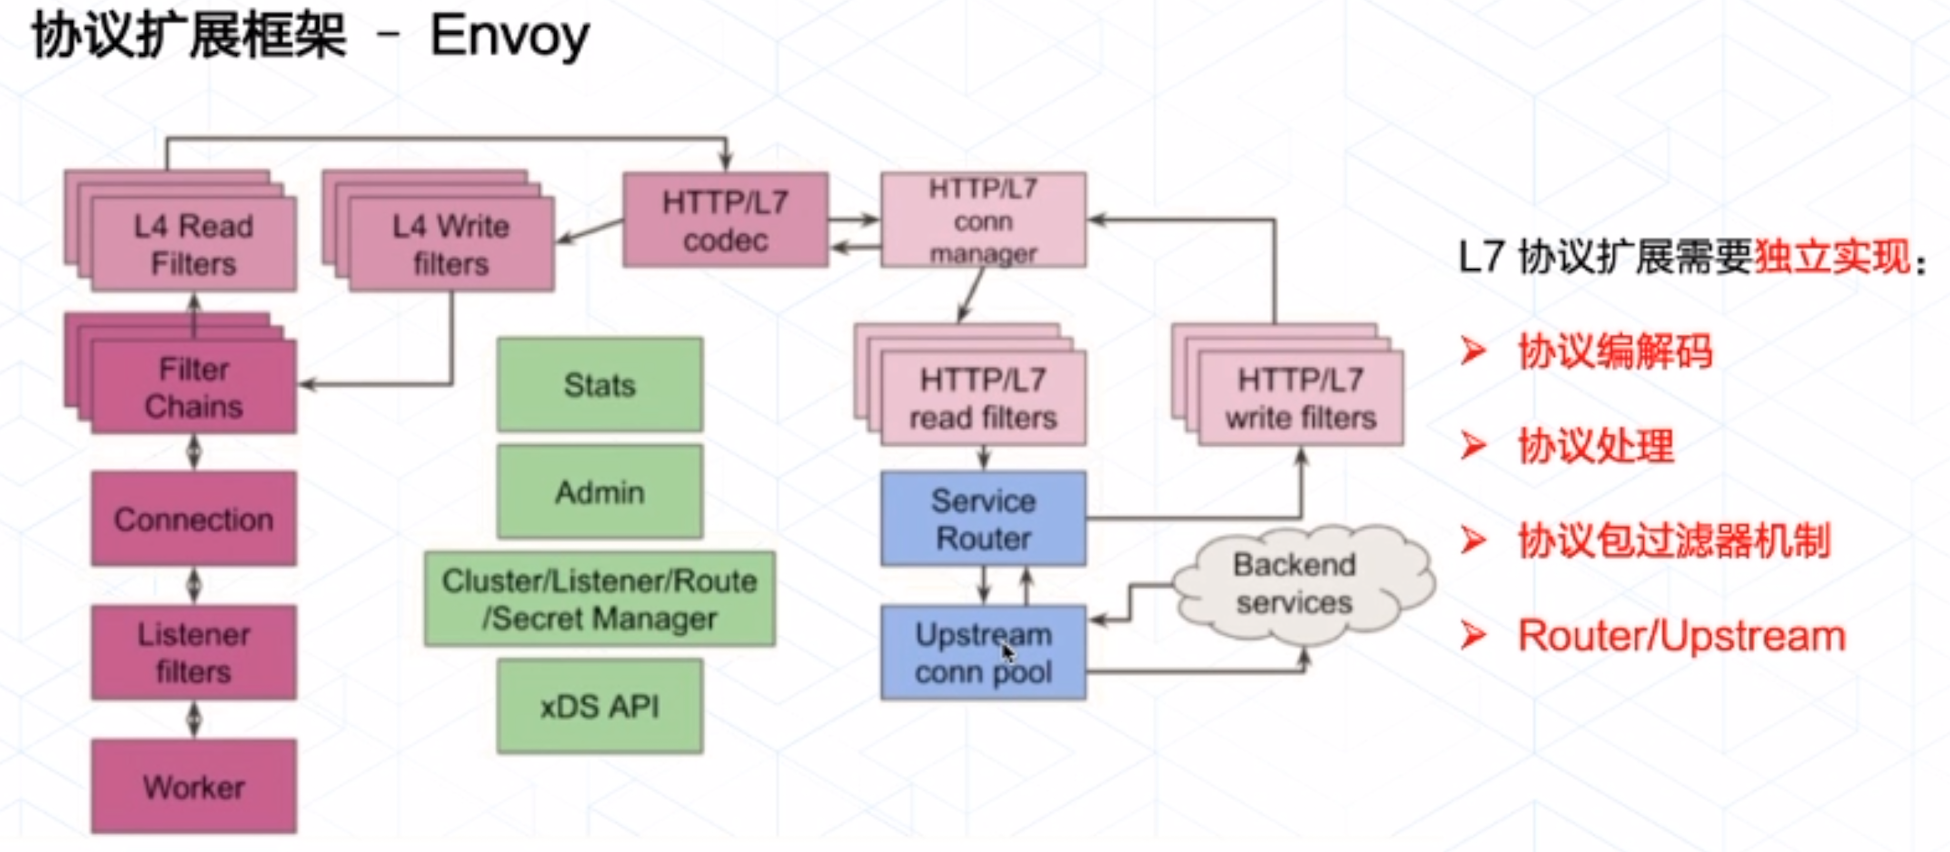 协议扩展框架 - Envoy
L4 Read
Filters
L4 Write
filters
HTTP/L7
codec
HTTP/L7
conn
manager
Filter
Chains
Stats
HTTP/L7
read filters
HTTP/L7
write filters
Connection
Admin
Service
Router
Listener
filters
Cluster/Listener/Route
/Secret Manager
Upstream
conn pool
Backend
services
Worker
xDS API
L7 协议扩展需要独立实现：
➢ 协议编解码
➢ 协议处理
➢ 协议包过滤器机制
➢ Router/Upstream